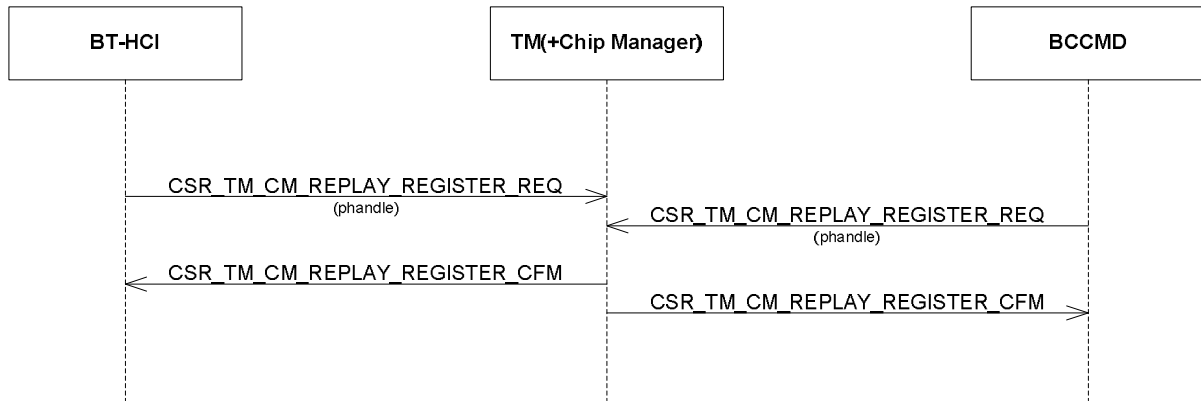 BT-HCI
TM(+Chip Manager)
BCCMD
CSR_TM_CM_REPLAY_REGISTER_REQ
(phandle)
CSR_TM_CM_REPLAY_REGISTER_REQ
(phandle)
CSR_TM_CM_REPLAY_REGISTER_CFM
CSR_TM_CM_REPLAY_REGISTER_CFM